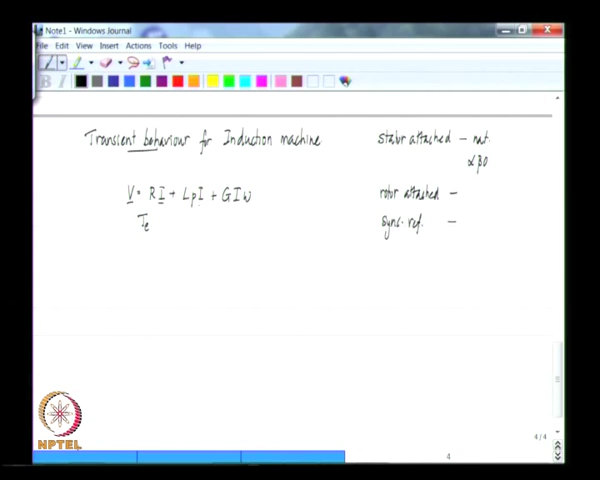 Note1 - Windows Journal
File Edit View Insert Actions Tools Help
B I
Transient behaviour for Induction machine
stator attached - nat.
αβ0
V = RI + LpI + GIω
Te
rotor attached -
sync. ref. -
NPTEL
4 / 4
4